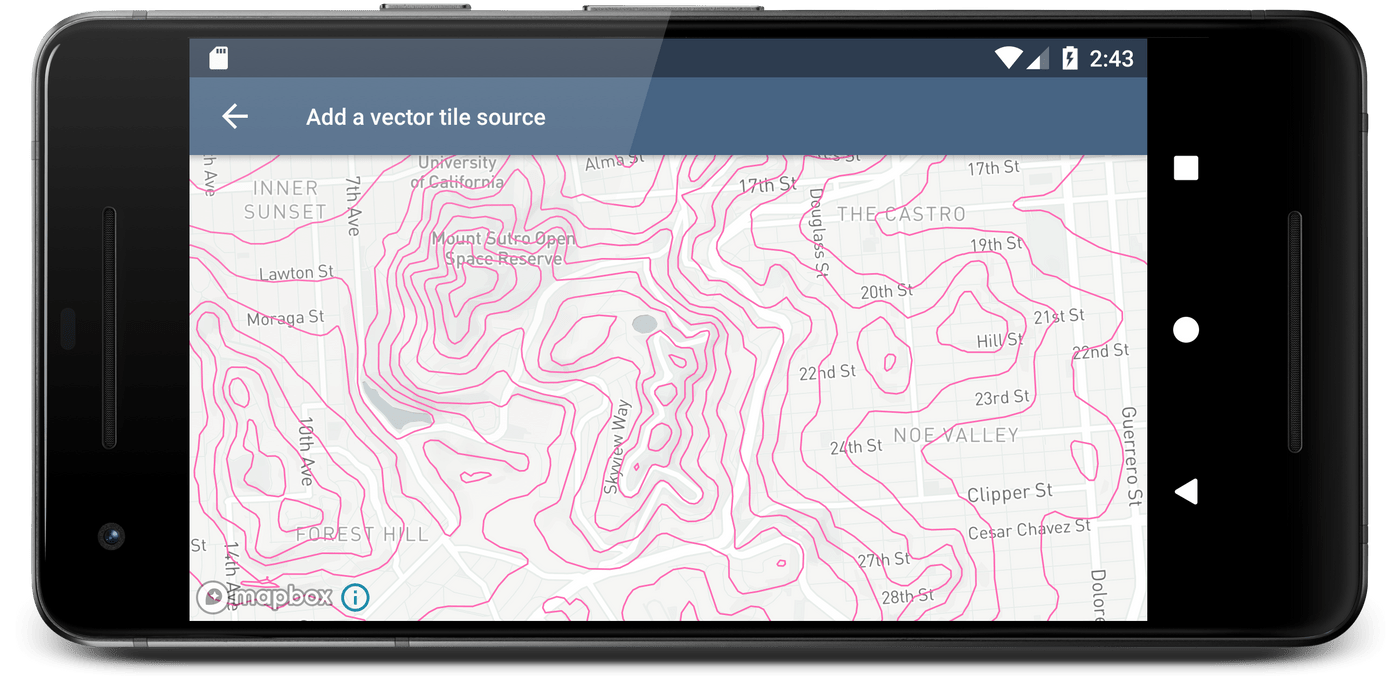 2:43
Add a vector tile source
University
of California
Alma St
17th St
17th St
INNER
SUNSET
7th Ave
Douglass St
THE CASTRO
Mount Sutro Open
Space Reserve
19th St
Lawton St
20th St
Moraga St
21st St
Hill St
22nd St
22nd St
23rd St
Skyview Way
10th Ave
24th St
NOE VALLEY
Guerrero St
Clipper St
Cesar Chavez St
FOREST HILL
St
14th Ave
27th St
28th St
mapbox